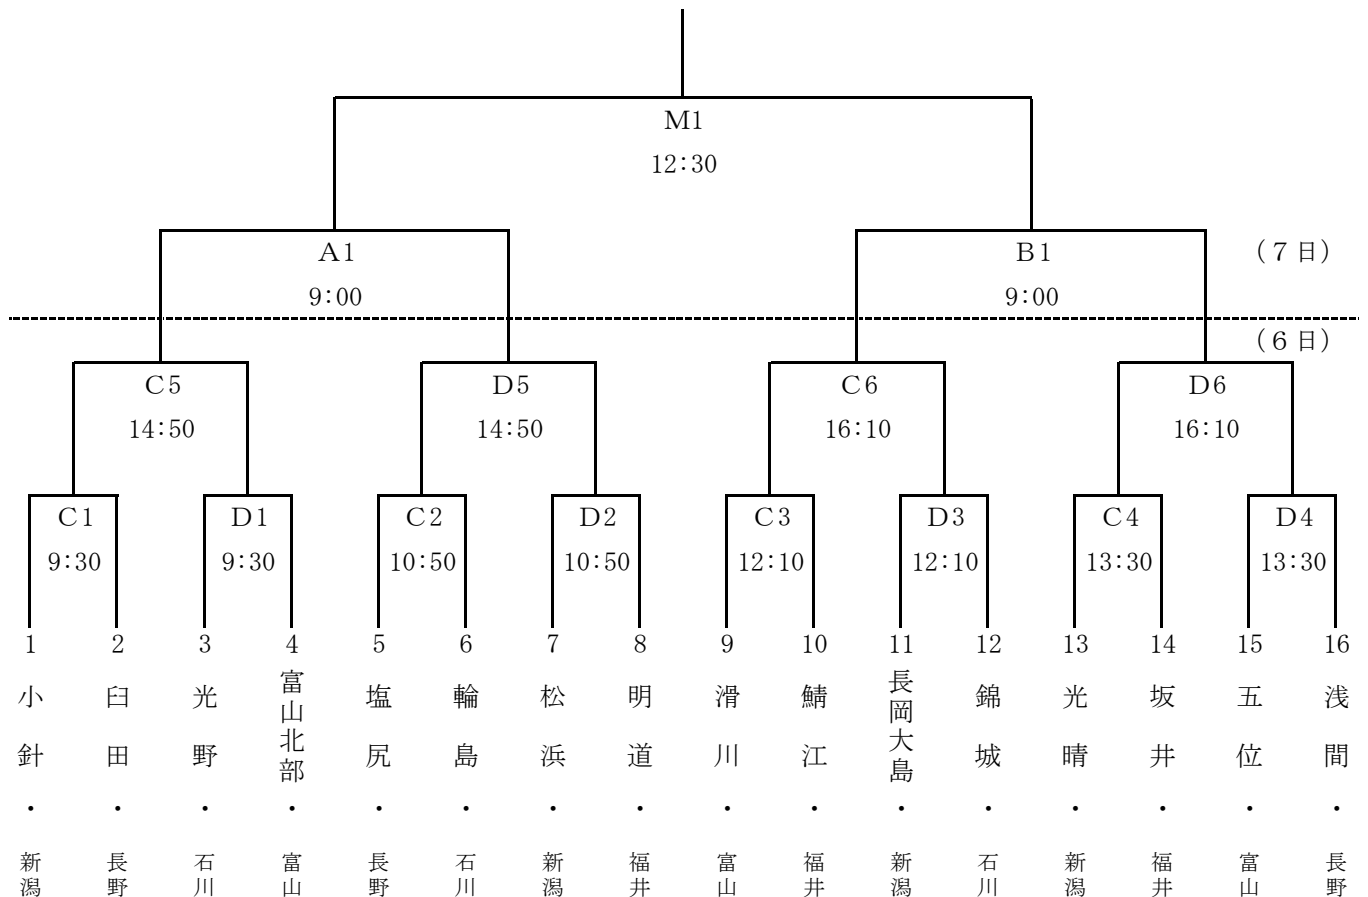 M1
12:30
A1
B1
(7日)
9:00
9:00
(6日)
C5
D5
C6
D6
14:50
14:50
16:10
16:10
C1
D1
C2
D2
C3
D3
C4
D4
9:30
9:30
10:50
10:50
12:10
12:10
13:30
13:30
1
2
3
4
5
6
7
8
9
10
11
12
13
14
15
16
小針・新潟
臼田・長野
光野・石川
富山北部・富山
塩尻・長野
輪島・石川
松浜・新潟
明道・福井
滑川・富山
鯖江・福井
長岡大島・新潟
錦城・石川
光晴・新潟
坂井・福井
五位・富山
浅間・長野